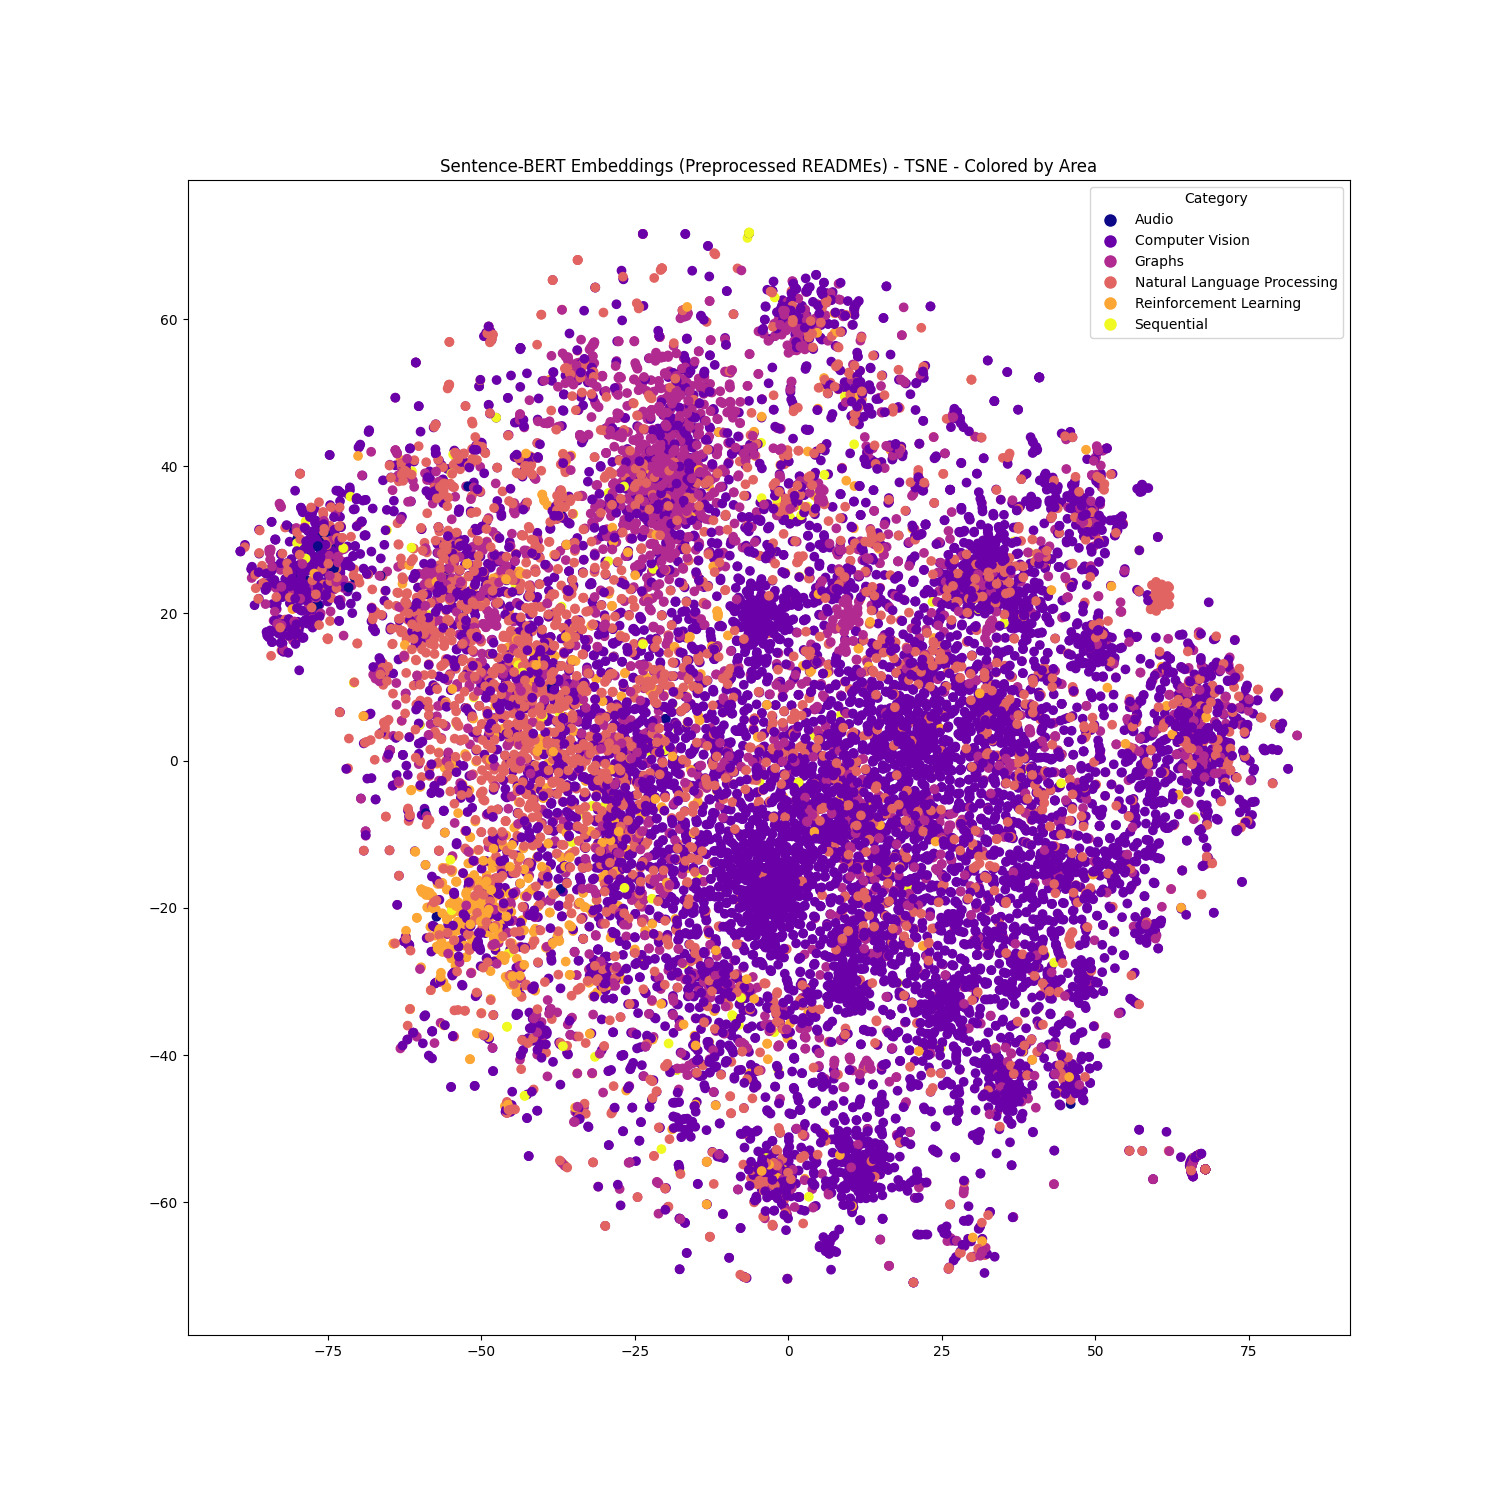 Sentence-BERT Embeddings (Preprocessed READMEs) - TSNE - Colored by Area
Category
Audio
Computer Vision
Graphs
Natural Language Processing
Reinforcement Learning
Sequential
60
40
20
0
−20
−40
−60
−75
−50
−25
0
25
50
75